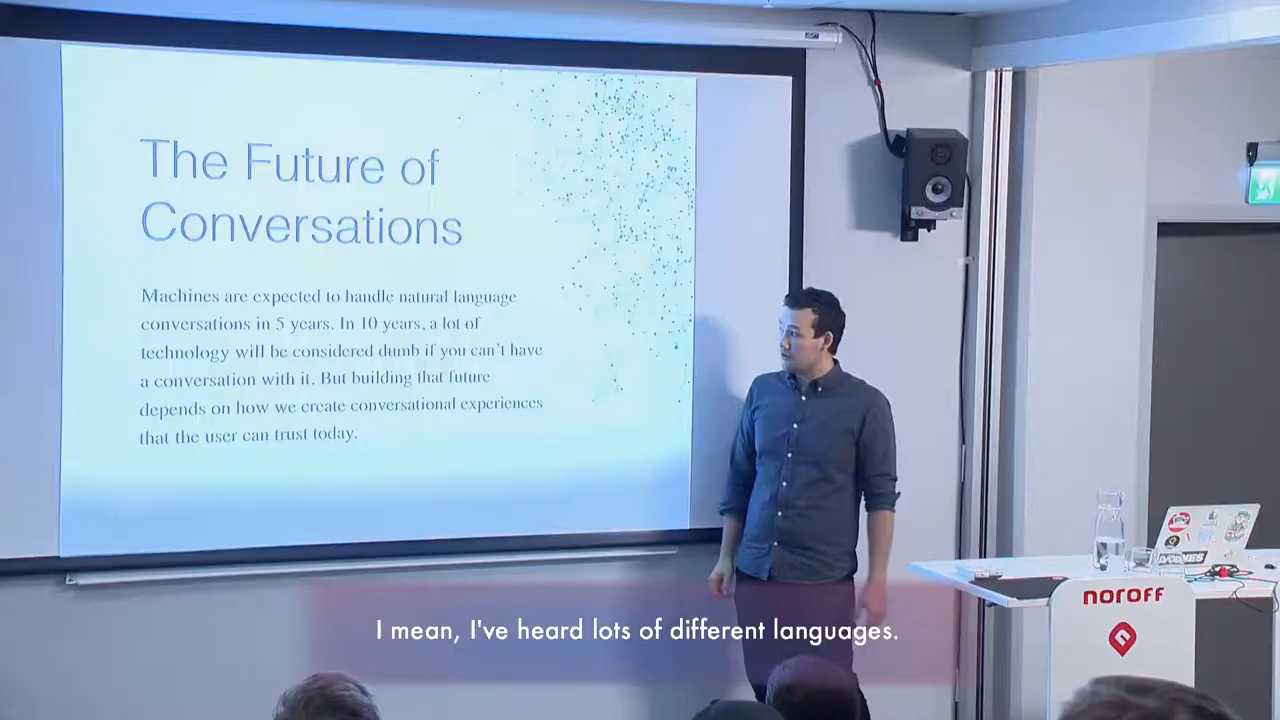 The Future of
Conversations
Machines are expected to handle natural language
conversations in 5 years. In 10 years, a lot of
technology will be considered dumb if you can't have
a conversation with it. But building that future
depends on how we create conversational experiences
that the user can trust today.
I mean, I've heard lots of different languages.
noroff